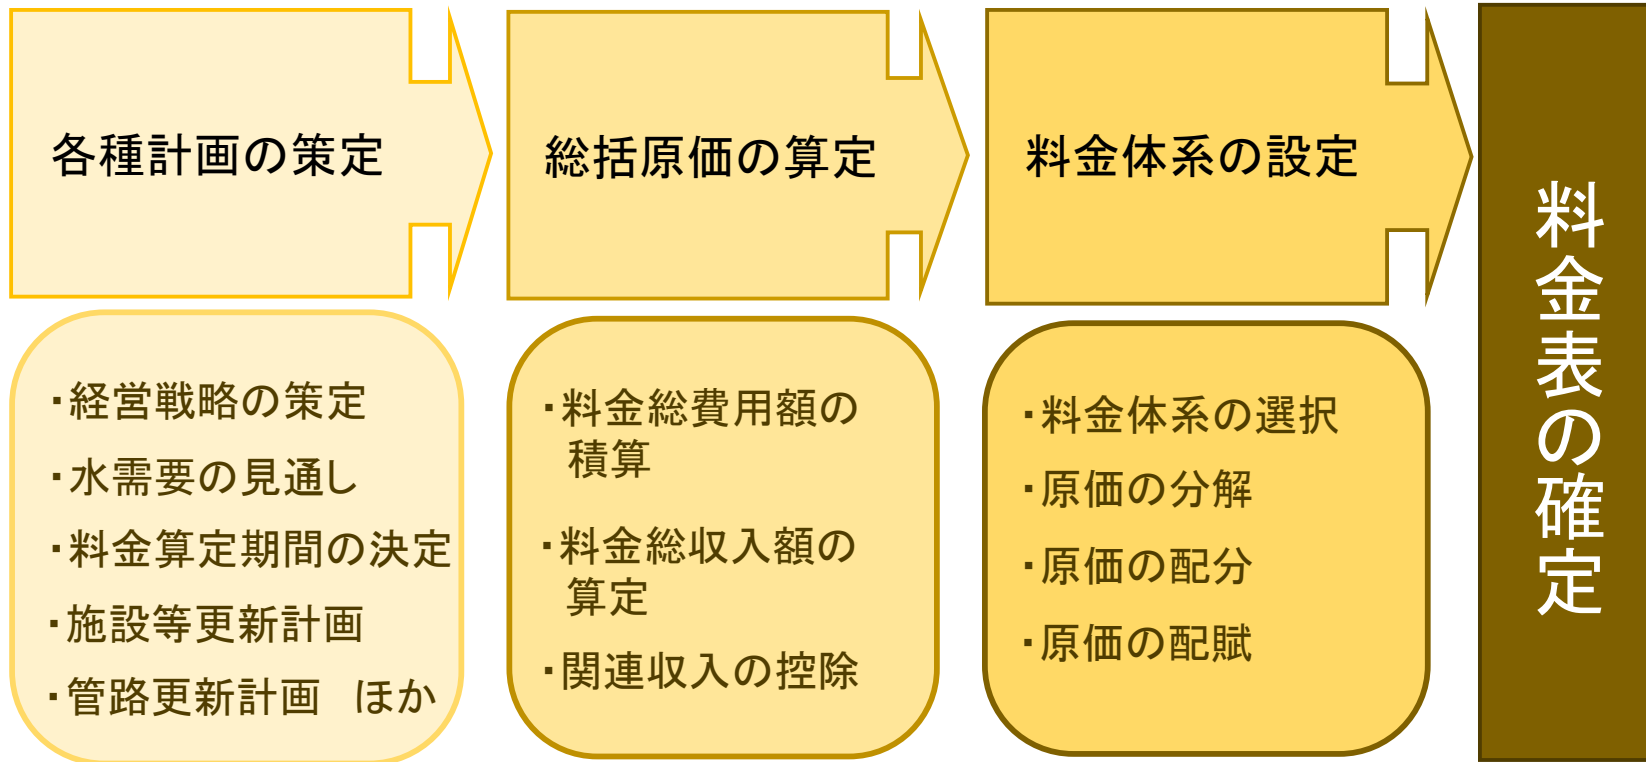 各種計画の策定
・経営戦略の策定
・水需要の見通し
・料金算定期間の決定
・施設等更新計画
・管路更新計画　ほか
総括原価の算定
・料金総費用額の
積算
・料金総収入額の
算定
・関連収入の控除
料金体系の設定
・料金体系の選択
・原価の分解
・原価の配分
・原価の配賦
料金表の確定